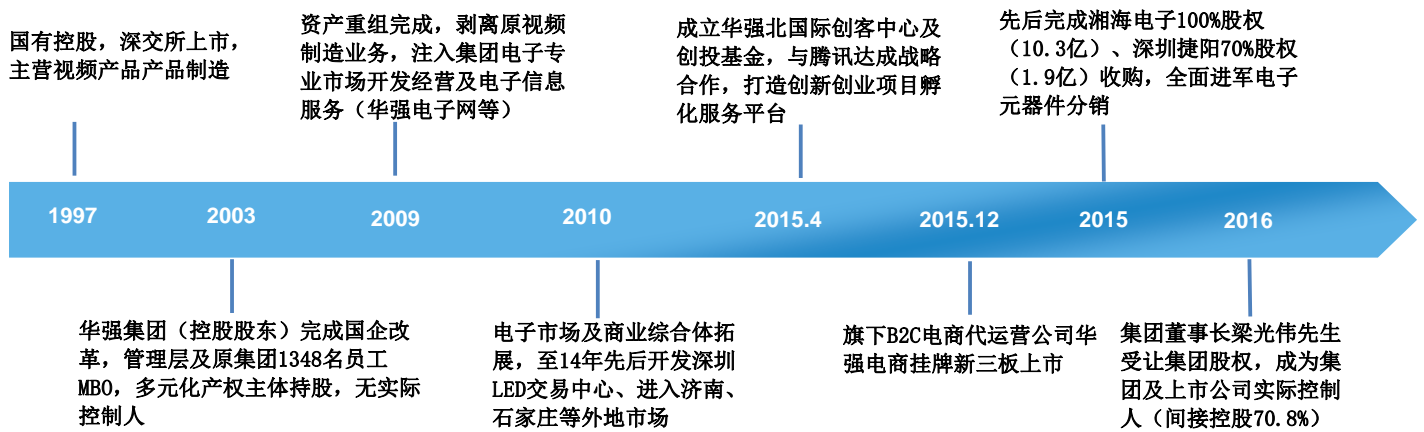 国有控股，深交所上市，
主营视频产品产品制造
资产重组完成，剥离原视频
制造业务，注入集团电子专
业市场开发经营及电子信息
服务（华强电子网等）
成立华强北国际创客中心及
创投基金，与腾讯达成战略
合作，打造创新创业项目孵
化服务平台
先后完成湘海电子100%股权
（10.3亿）、深圳捷阳70%股权
（1.9亿）收购，全面进军电子
元器件分销
1997
2003
2009
2010
2015.4
2015.12
2015
2016
华强集团（控股股东）完成国企改
革，管理层及原集团1348名员工
MBO，多元化产权主体持股，无实际
控制人
电子市场及商业综合体拓
展，至14年先后开发深圳
LED交易中心、进入济南、
石家庄等外地市场
旗下B2C电商代运营公司华
强电商挂牌新三板上市
集团董事长梁光伟先生
受让集团股权，成为集
团及上市公司实际控制
人（间接控股70.8%）